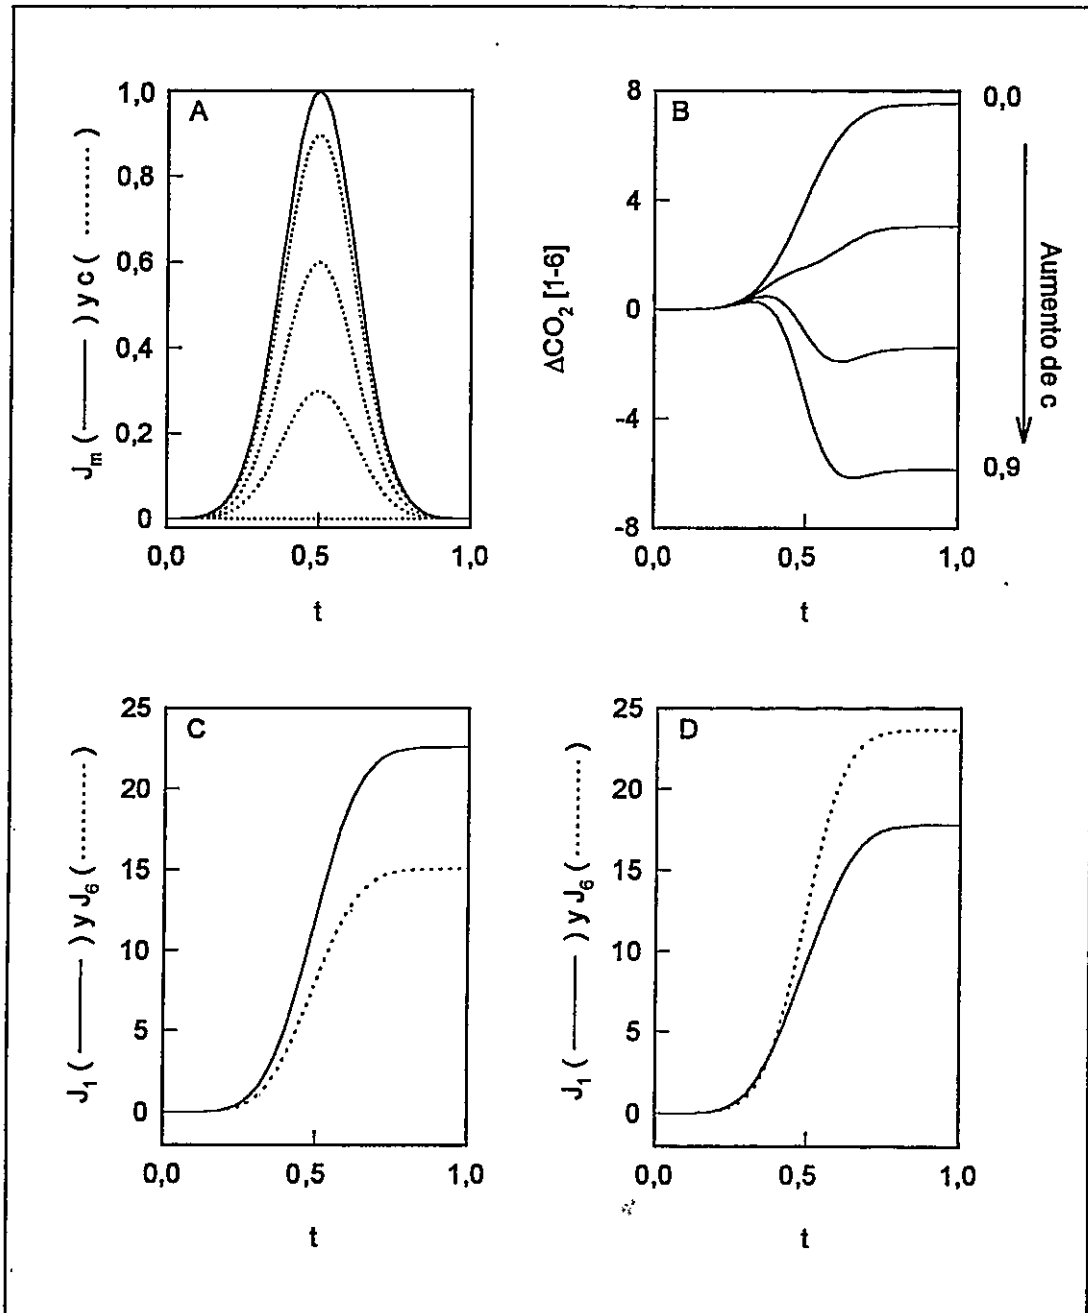 A
J_m ( ——— ) y c ( ........ )
1,0
0,8
0,6
0,4
0,2
0
0,0
0,5
1,0
t
B
ΔCO₂ [1-6]
8
4
0
-4
-8
0,0
0,5
1,0
t
0,0
Aumento de c
0,9
C
J₁ ( ——— ) y J₆ ( ........ )
25
20
15
10
5
0
0,0
0,5
1,0
t
D
J₁ ( ——— ) y J₆ ( ........ )
25
20
15
10
5
0
0,0
0,5
1,0
t